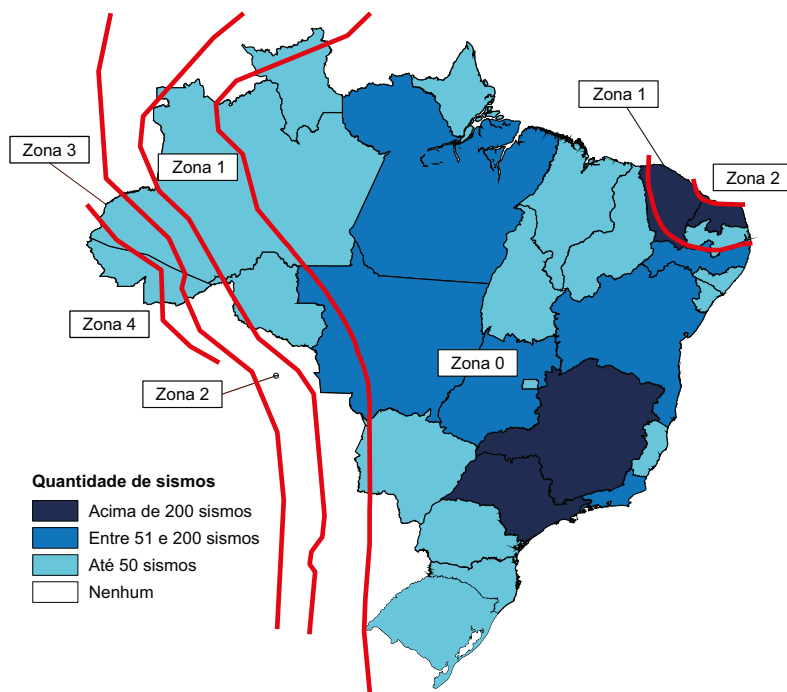 Zona 1
Zona 3
Zona 1
Zona 2
Zona 4
Zona 0
Zona 2
Quantidade de sismos
Acima de 200 sismos
Entre 51 e 200 sismos
Até 50 sismos
Nenhum